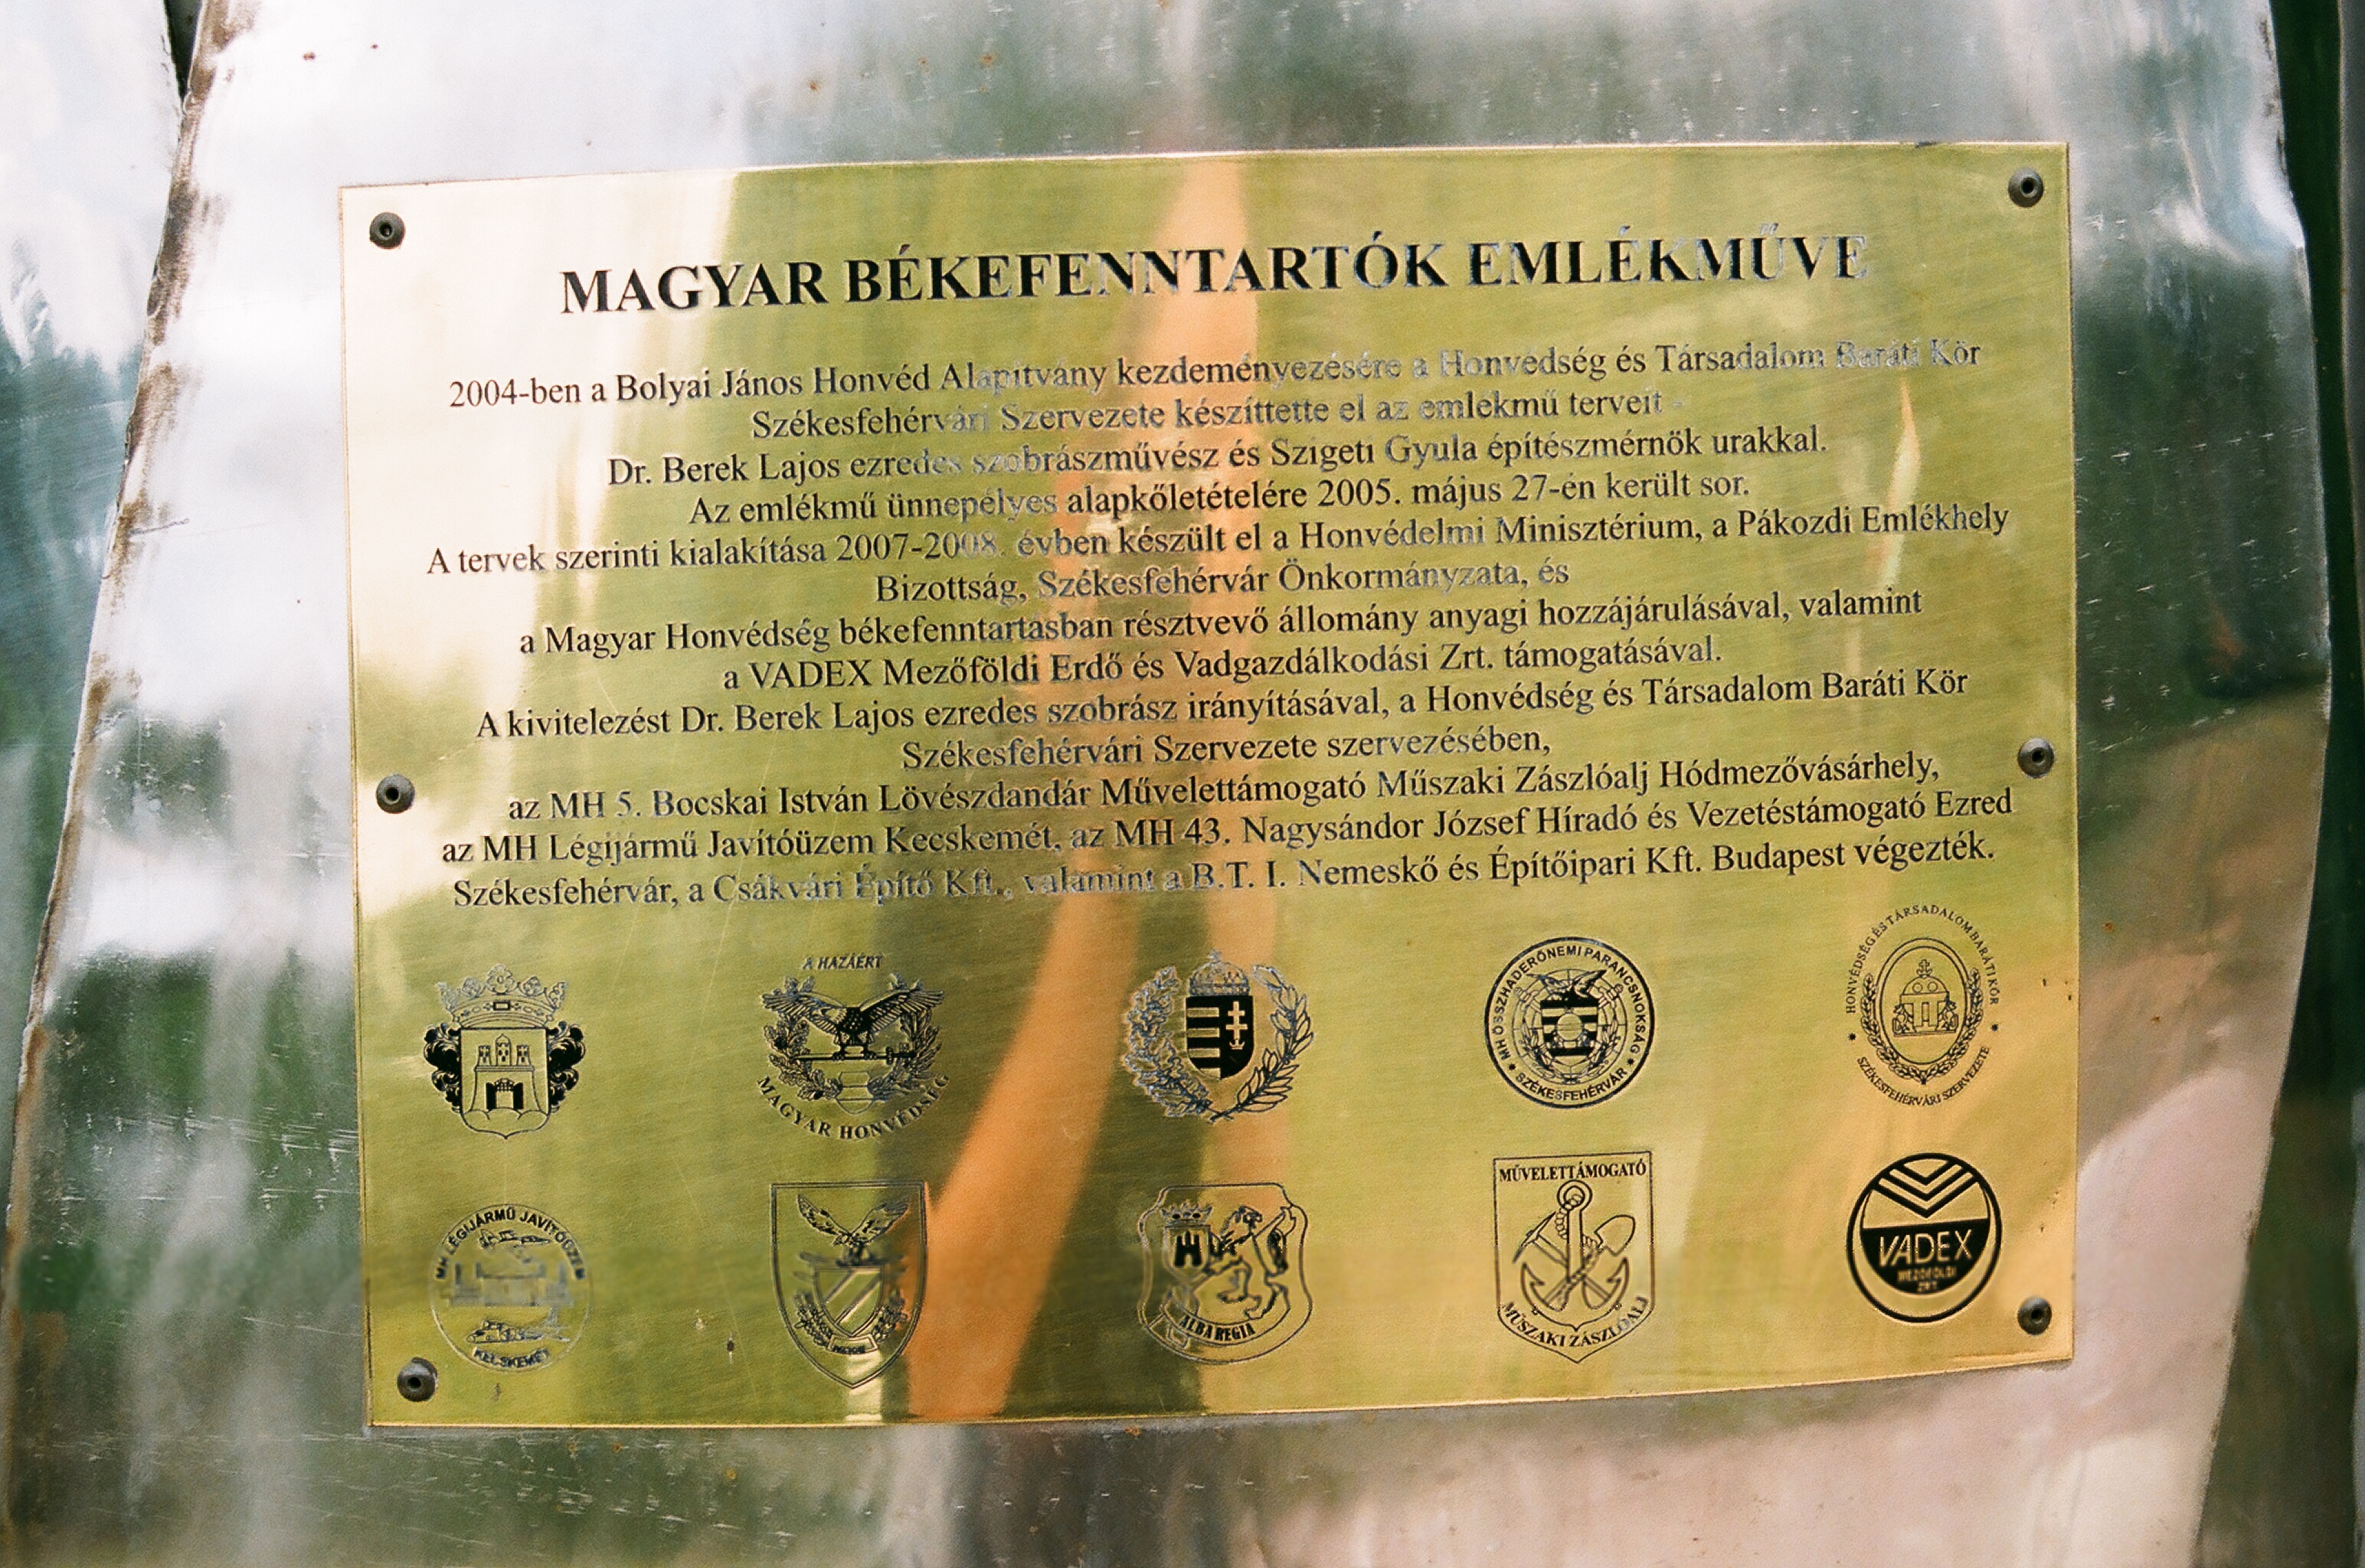 MAGYAR BÉKEFENNTARTÓK EMLÉKMŰVE
2004-ben a Bolyai János Honvéd Alapítvány kezdeményezésére a Honvédség és Társadalom Baráti Kör
Székesfehérvári Szervezete készíttette el az emlékmű terveit -
Dr. Berek Lajos ezredes szobrászművész és Szigeti Gyula építészmérnök urakkal.
Az emlékmű ünnepélyes alapkőletételére 2005. május 27-én került sor.
A tervek szerinti kialakítása 2007-2008. évben készült el a Honvédelmi Minisztérium, a Pákozdi Emlékhely
Bizottság, Székesfehérvár Önkormányzata, és
a Magyar Honvédség békefenntartásban résztvevő állomány anyagi hozzájárulásával, valamint
a VADEX Mezőföldi Erdő és Vadgazdálkodási Zrt. támogatásával.
A kivitelezést Dr. Berek Lajos ezredes szobrász irányításával, a Honvédség és Társadalom Baráti Kör
Székesfehérvári Szervezete szervezésében,
az MH 5. Bocskai István Lövészdandár Művelettámogató Műszaki Zászlóalj Hódmezővásárhely,
az MH Légijármű Javítóüzem Kecskemét, az MH 43. Nagysándor József Híradó és Vezetéstámogató Ezred
Székesfehérvár, a Csákvári Építő Kft., valamint a B.T. I. Nemeskő és Építőipari Kft. Budapest végezték.
A HAZÁÉRT
MAGYAR HONVÉDSÉG
MH ÖSSZHADERŐNEMI PARANCSNOKSÁG
SZÉKESFEHÉRVÁR
HONVÉDSÉG ÉS TÁRSADALOM BARÁTI KÖR
SZÉKESFEHÉRVÁRI SZERVEZETE
MH LÉGIJÁRMŰ JAVÍTÓÜZEM
KECSKEMÉT
ALBA REGIA
MŰVELETTÁMOGATÓ
MŰSZAKI ZÁSZLÓALJ
VADEX
MEZŐFÖLDI
ZRT.